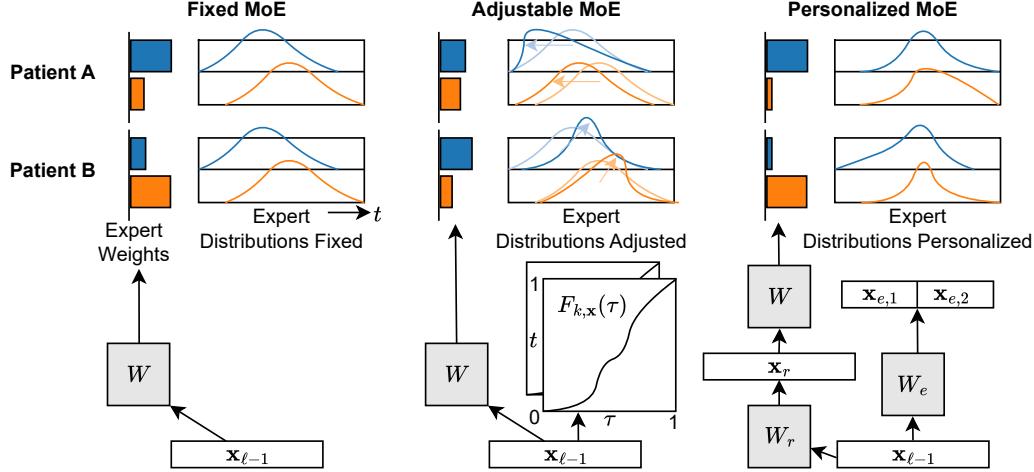 Fixed MoE
Adjustable MoE
Personalized MoE
Patient A
Patient B
Expert
Weights
Expert
Distributions Fixed
t
Expert
Distributions Adjusted
Expert
Distributions Personalized
W
x_{ℓ−1}
W
F_{k,x}(τ)
1
t
0
τ
1
x_{ℓ−1}
W
x_{e,1}
x_{e,2}
x_r
W_e
W_r
x_{ℓ−1}